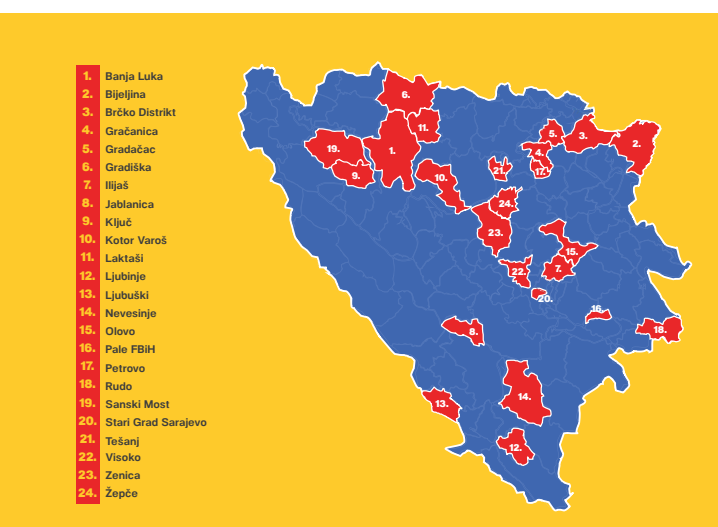 1. Banja Luka
2. Bijeljina
3. Brčko Distrikt
4. Gračanica
5. Gradačac
6. Gradiška
7. Ilijaš
8. Jablanica
9. Ključ
10. Kotor Varoš
11. Laktaši
12. Ljubinje
13. Ljubuški
14. Nevesinje
15. Olovo
16. Pale FBiH
17. Petrovo
18. Rudo
19. Sanski Most
20. Stari Grad Sarajevo
21. Tešanj
22. Visoko
23. Zenica
24. Žepče
6.
11.
5.
3.
2.
19.
1.
4.
9.
10.
21.
17.
24.
23.
15.
22.
7.
20.
16.
8.
18.
14.
13.
12.